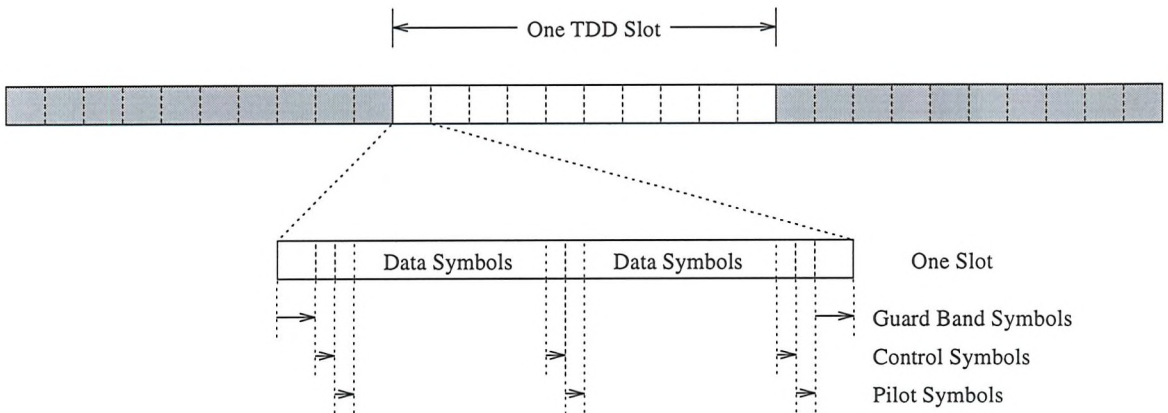 One TDD Slot
Data Symbols Data Symbols One Slot
Guard Band Symbols
Control Symbols
Pilot Symbols